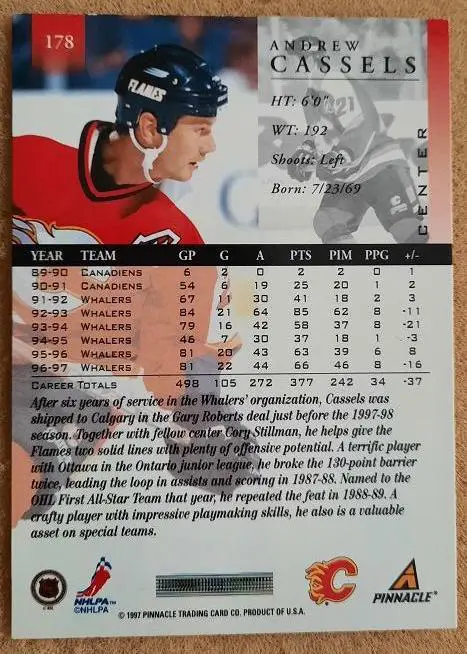 178
ANDREW
CASSELS
HT: 6'0"
WT: 192
Shoots: Left
Born: 7/23/69
CENTER
FLAMES
21
YEAR TEAM GP G A PTS PIM PPG +/-
89-90 CANADIENS 6 2 0 2 2 0 1
90-91 CANADIENS 54 6 19 25 20 1 2
91-92 WHALERS 67 11 30 41 18 2 3
92-93 WHALERS 84 21 64 85 62 8 -11
93-94 WHALERS 79 16 42 58 37 8 -21
94-95 WHALERS 46 7 30 37 18 1 -3
95-96 WHALERS 81 20 43 63 39 6 8
96-97 WHALERS 81 22 44 66 46 8 -16
CAREER TOTALS 498 105 272 377 242 34 -37
After six years of service in the Whalers' organization, Cassels was
shipped to Calgary in the Gary Roberts deal just before the 1997-98
season. Together with fellow center Cory Stillman, he helps give the
Flames two solid lines with plenty of offensive potential. A terrific player
with Ottawa in the Ontario junior league, he broke the 130-point barrier
twice, leading the loop in assists and scoring in 1987-88. Named to the
OHL First All-Star Team that year, he repeated the feat in 1988-89. A
crafty player with impressive playmaking skills, he also is a valuable
asset on special teams.
NHLPA™
©NHLPA
C
PINNACLE®
© 1997 PINNACLE TRADING CARD CO. PRODUCT OF U.S.A.